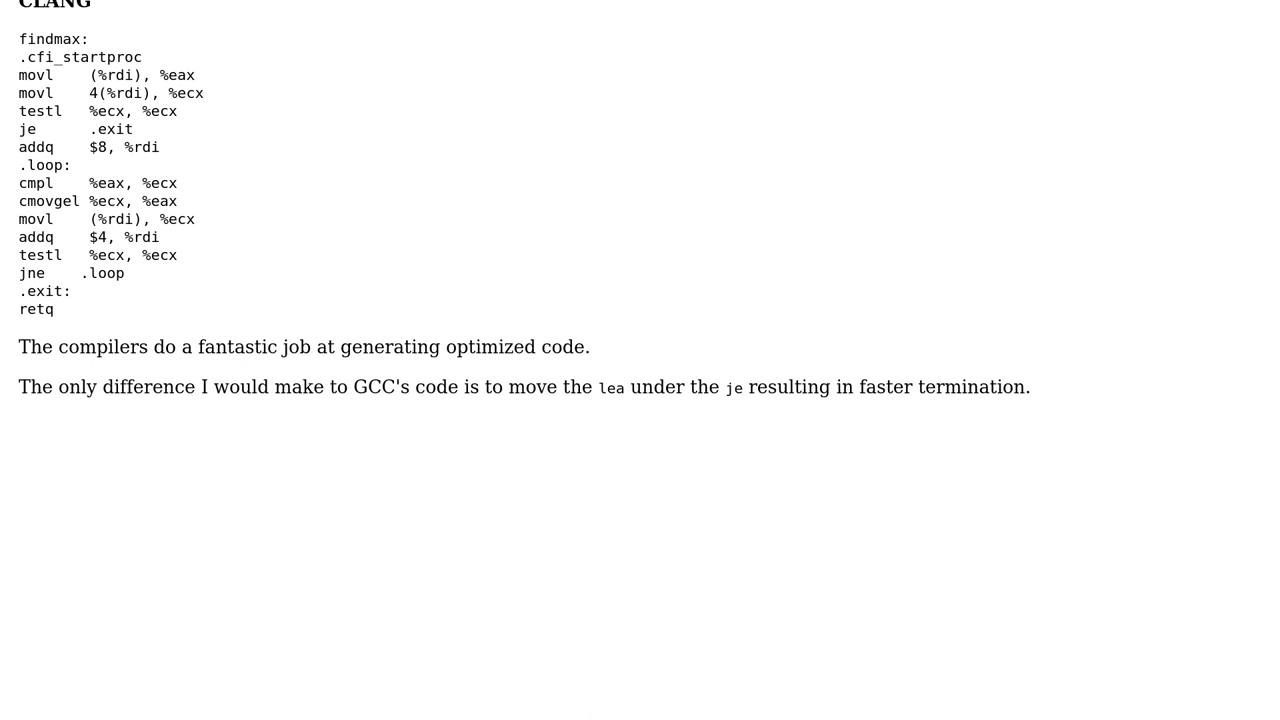 CLANG
findmax:
.cfi_startproc
movl    (%rdi), %eax
movl    4(%rdi), %ecx
testl   %ecx, %ecx
je      .exit
addq    $8, %rdi
.loop:
cmpl    %eax, %ecx
cmovgel %ecx, %eax
movl    (%rdi), %ecx
addq    $4, %rdi
testl   %ecx, %ecx
jne    .loop
.exit:
retq
The compilers do a fantastic job at generating optimized code.
The only difference I would make to GCC's code is to move the lea under the je resulting in faster termination.